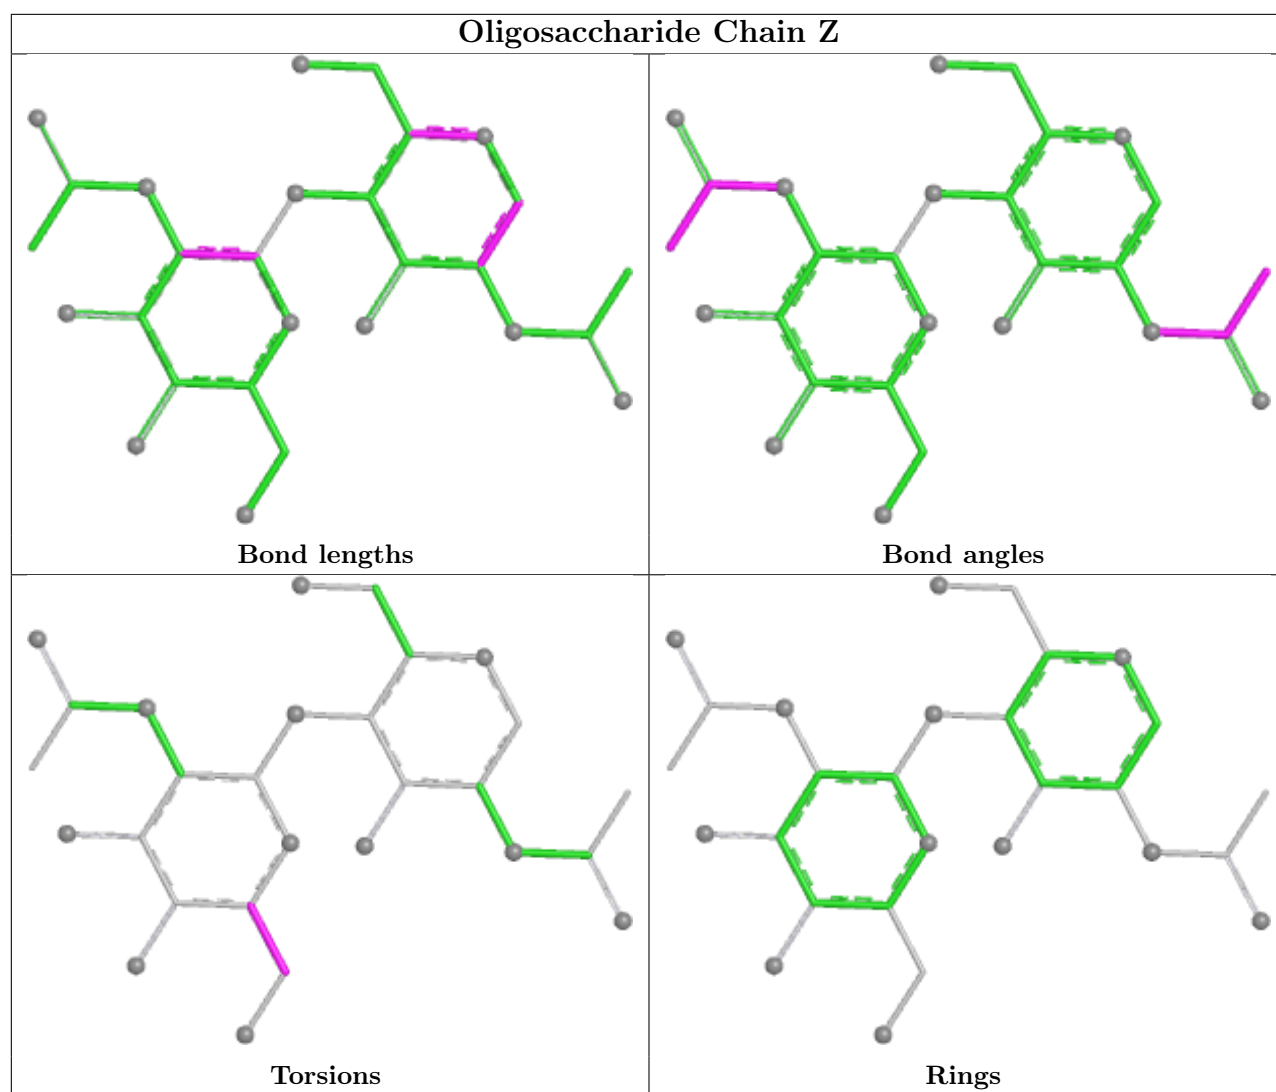 Oligosaccharide Chain Z
Bond lengths
Bond angles
Torsions
Rings